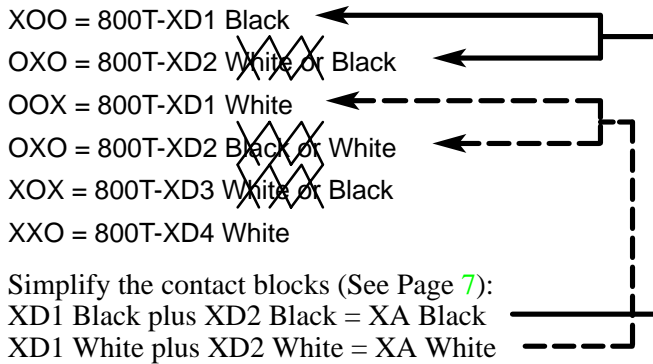 XOO = 800T-XD1 Black
OXO = 800T-XD2 White or Black
OOX = 800T-XD1 White
OXO = 800T-XD2 Black or White
XOX = 800T-XD3 White or Black
XXO = 800T-XD4 White
Simplify the contact blocks (See Page 7):
XD1 Black plus XD2 Black = XA Black
XD1 White plus XD2 White = XA White